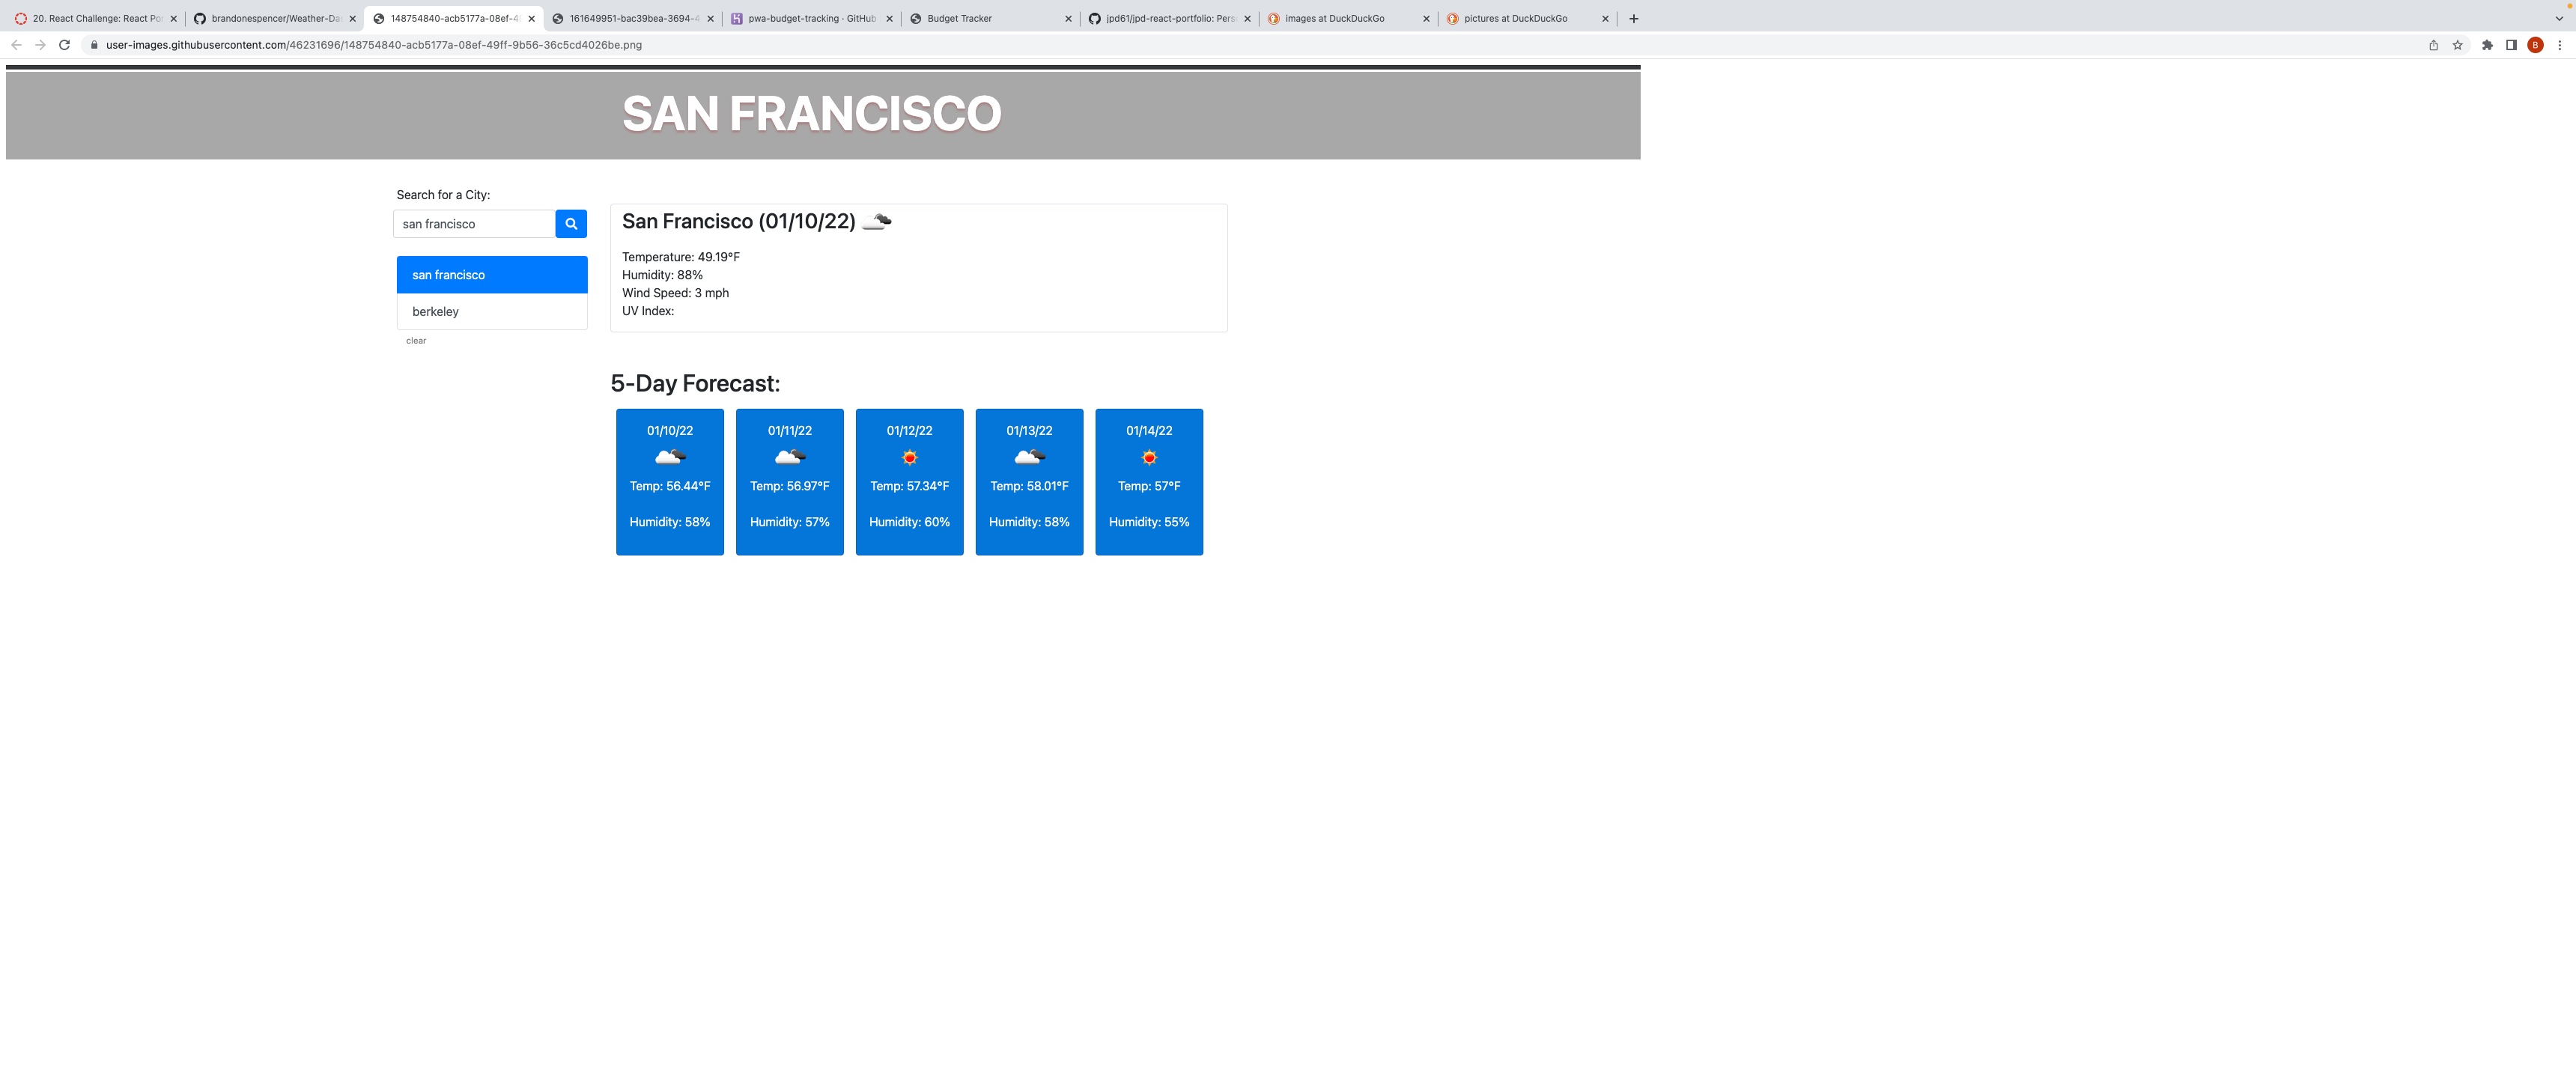 20. React Challenge: React Po
brandonespencer/Weather-Da
148754840-acb5177a-08ef-4
161649951-bac39bea-3694-4
pwa-budget-tracking · GitHub
Budget Tracker
jpd61/jpd-react-portfolio: Pers
images at DuckDuckGo
pictures at DuckDuckGo
user-images.githubusercontent.com/46231696/148754840-acb5177a-08ef-49ff-9b56-36c5cd4026be.png
B
SAN FRANCISCO
Search for a City:
san francisco
san francisco
berkeley
clear
San Francisco (01/10/22)
Temperature: 49.19°F
Humidity: 88%
Wind Speed: 3 mph
UV Index:
5-Day Forecast:
01/10/22
Temp: 56.44°F
Humidity: 58%
01/11/22
Temp: 56.97°F
Humidity: 57%
01/12/22
Temp: 57.34°F
Humidity: 60%
01/13/22
Temp: 58.01°F
Humidity: 58%
01/14/22
Temp: 57°F
Humidity: 55%